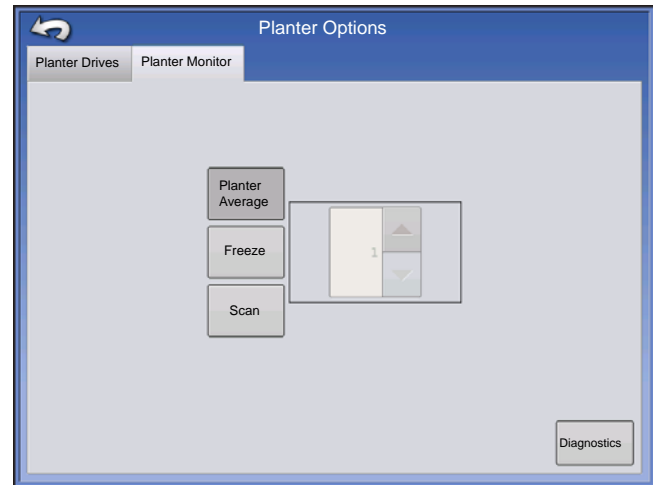 Planter Options
Planter Drives
Planter Monitor
Planter
Average
Freeze
1
Scan
Diagnostics